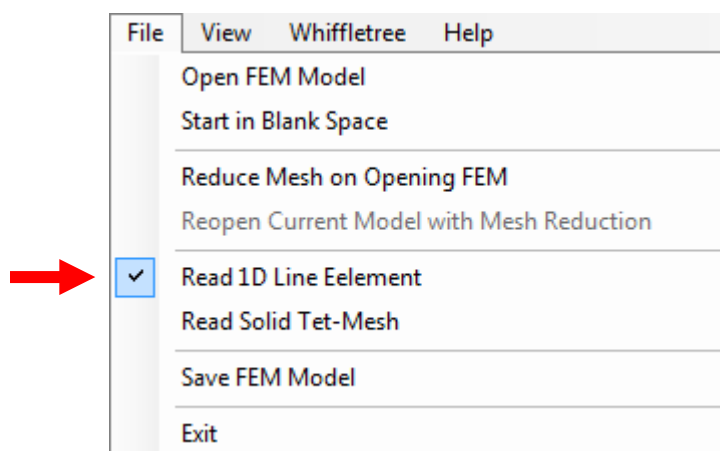 File View Whiffletree Help
Open FEM Model
Start in Blank Space
Reduce Mesh on Opening FEM
Reopen Current Model with Mesh Reduction
Read 1D Line Eelement
Read Solid Tet-Mesh
Save FEM Model
Exit